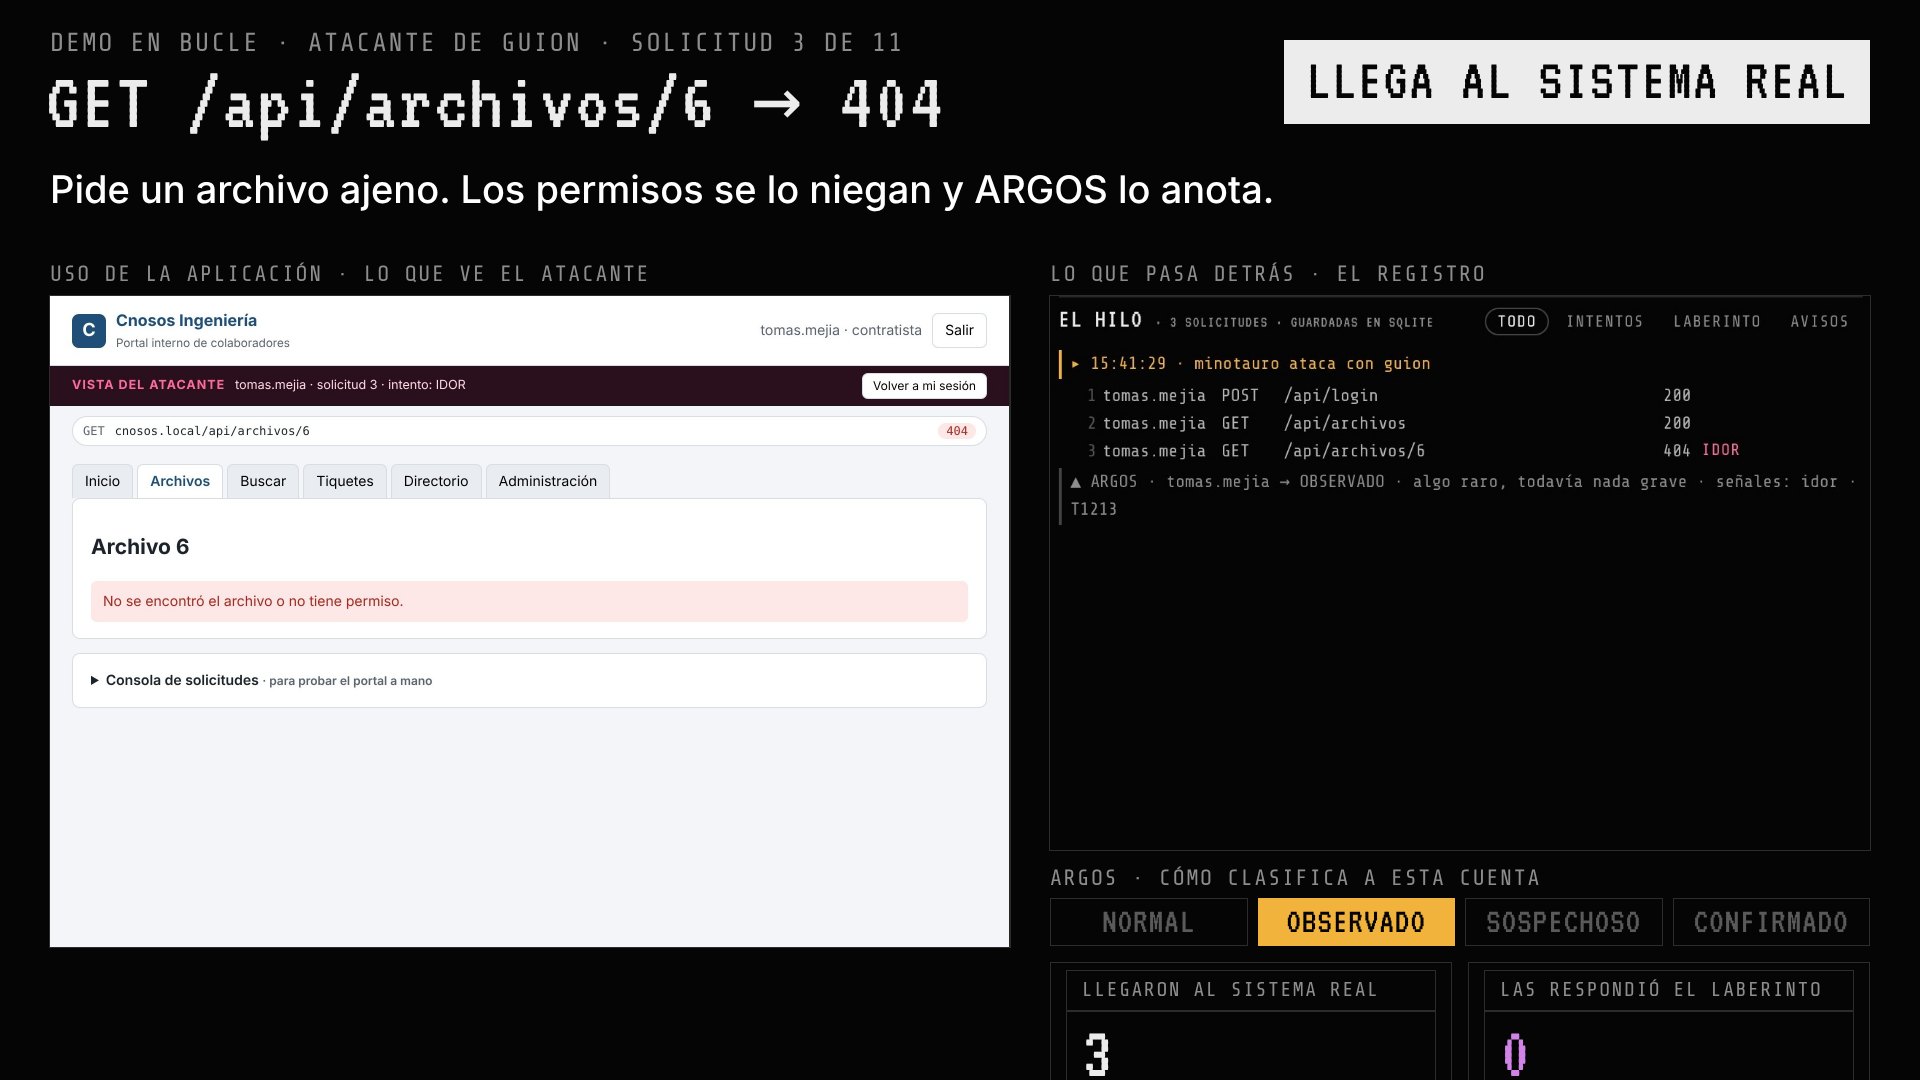 DEMO EN BUCLE · ATACANTE DE GUION · SOLICITUD 3 DE 11
GET /api/archivos/6 → 404
LLEGA AL SISTEMA REAL
Pide un archivo ajeno. Los permisos se lo niegan y ARGOS lo anota.
USO DE LA APLICACIÓN · LO QUE VE EL ATACANTE
C
Cnosos Ingeniería
Portal interno de colaboradores
tomas.mejia · contratista
Salir
VISTA DEL ATACANTE tomas.mejia · solicitud 3 · intento: IDOR
Volver a mi sesión
GET cnosos.local/api/archivos/6 404
Inicio Archivos Buscar Tiquetes Directorio Administración
Archivo 6
No se encontró el archivo o no tiene permiso.
▶ Consola de solicitudes · para probar el portal a mano
LO QUE PASA DETRÁS · EL REGISTRO
EL HILO · 3 SOLICITUDES · GUARDADAS EN SQLITE TODO INTENTOS LABERINTO AVISOS
▸ 15:41:29 · minotauro ataca con guion
1 tomas.mejia POST /api/login 200
2 tomas.mejia GET /api/archivos 200
3 tomas.mejia GET /api/archivos/6 404 IDOR
▲ ARGOS · tomas.mejia → OBSERVADO · algo raro, todavía nada grave · señales: idor ·
T1213
ARGOS · CÓMO CLASIFICA A ESTA CUENTA
NORMAL OBSERVADO SOSPECHOSO CONFIRMADO
LLEGARON AL SISTEMA REAL
3
LAS RESPONDIÓ EL LABERINTO
0